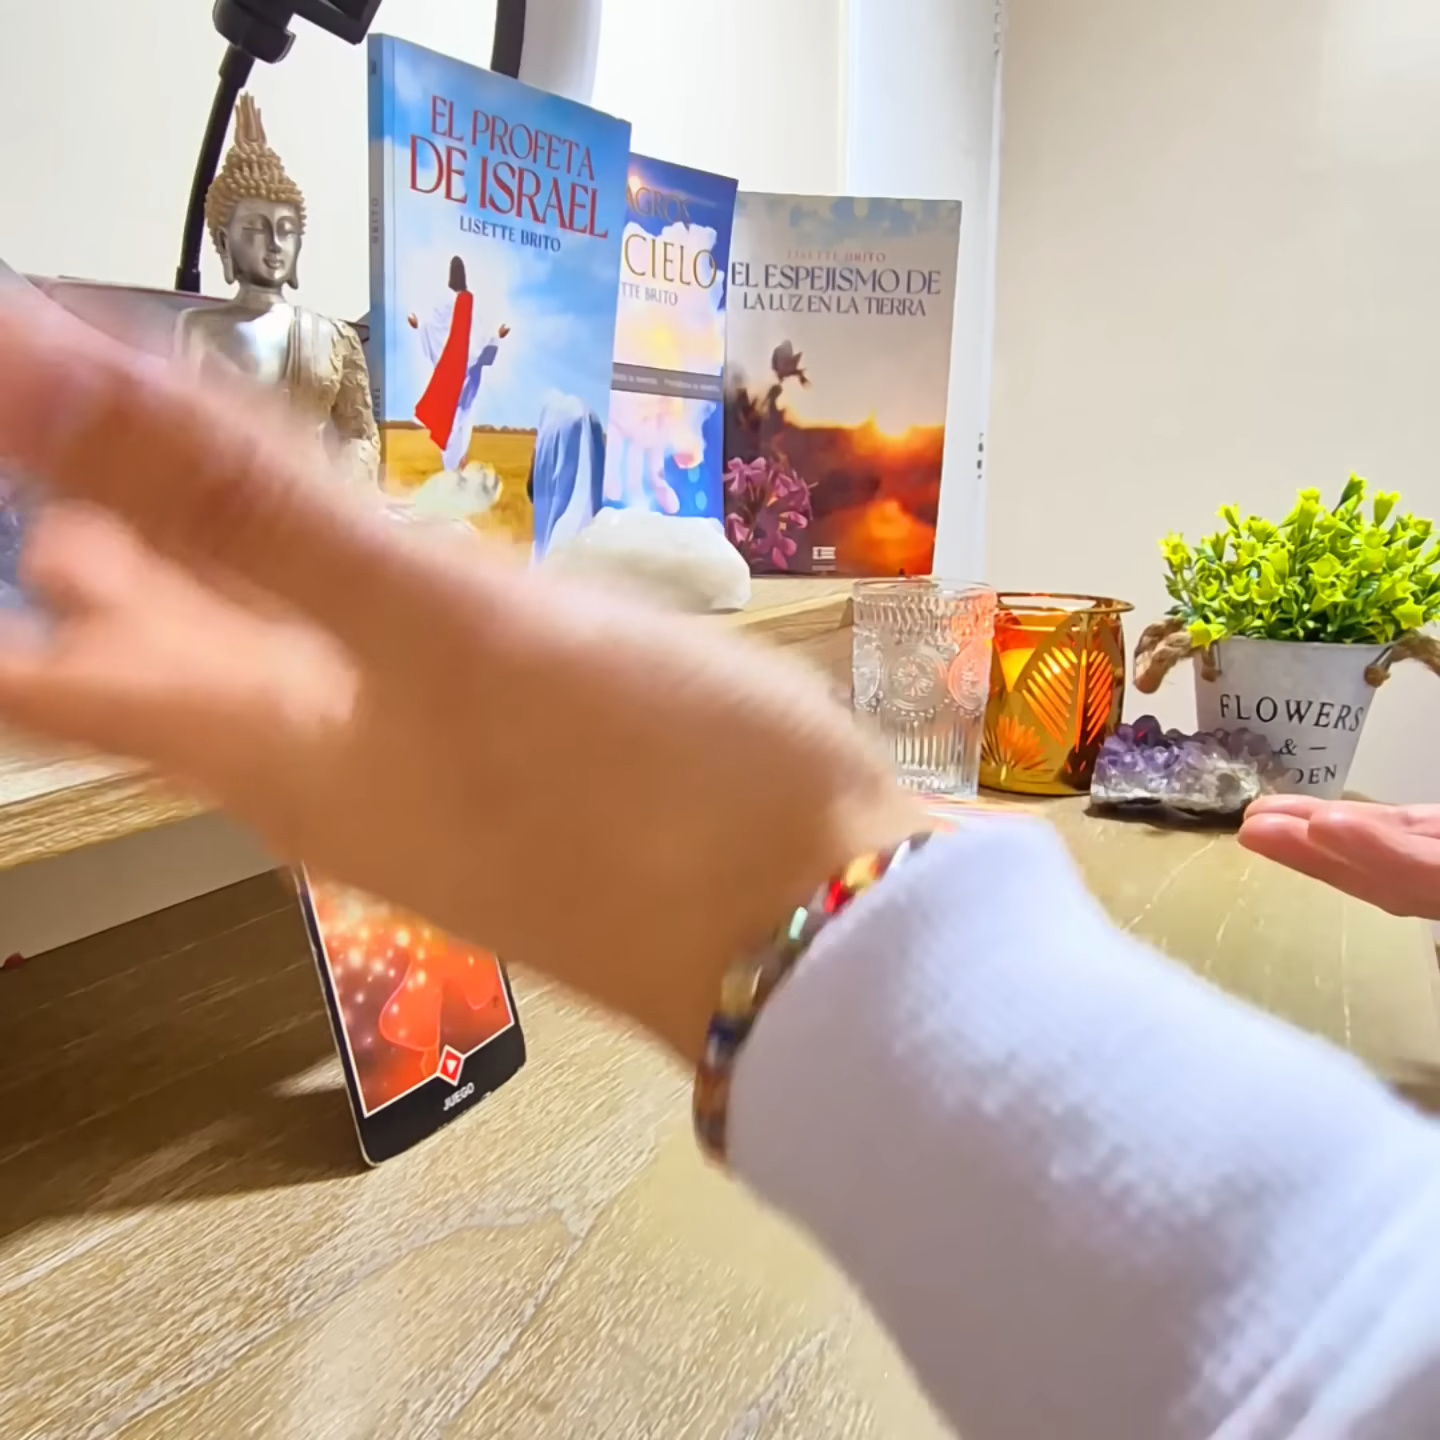 EL PROFETA
DE ISRAEL
LISETTE BRITO
AGROS
CIELO
TTE BRITO
LISETTE BRITO
EL ESPEJISMO DE
LA LUZ EN LA TIERRA
FLOWERS
& —
DEN
JUEGO